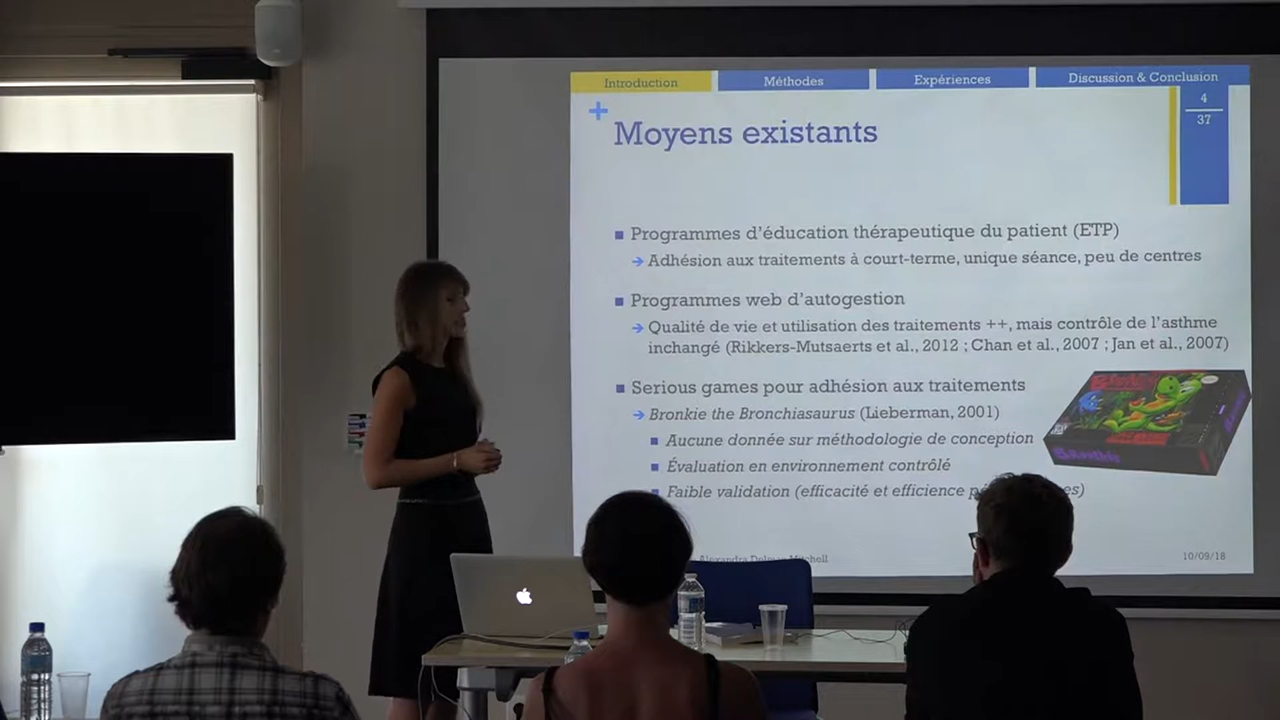 Introduction
Méthodes
Expériences
Discussion & Conclusion
4
37
Moyens existants
Programmes d'éducation thérapeutique du patient (ETP)
Adhésion aux traitements à court-terme, unique séance, peu de centres
Programmes web d'autogestion
Qualité de vie et utilisation des traitements ++, mais contrôle de l'asthme
inchangé (Rikkers-Mutsaerts et al., 2012 ; Chan et al., 2007 ; Jan et al., 2007)
Serious games pour adhésion aux traitements
Bronkie the Bronchiasaurus (Lieberman, 2001)
Aucune donnée sur méthodologie de conception
Évaluation en environnement contrôlé
Faible validation (efficacité et efficience
Alexandra Mitchell
10/09/18